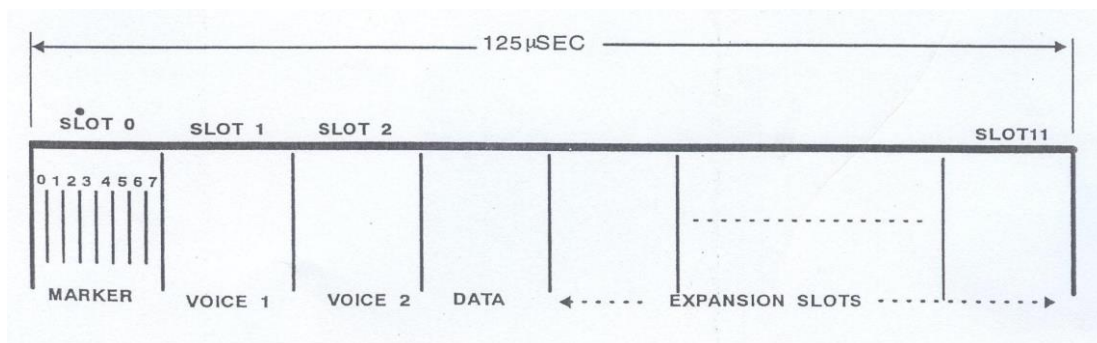 125µSEC
SLOT 0 SLOT 1 SLOT 2 SLOT11
0 1 2 3 4 5 6 7
MARKER VOICE 1 VOICE 2 DATA EXPANSION SLOTS